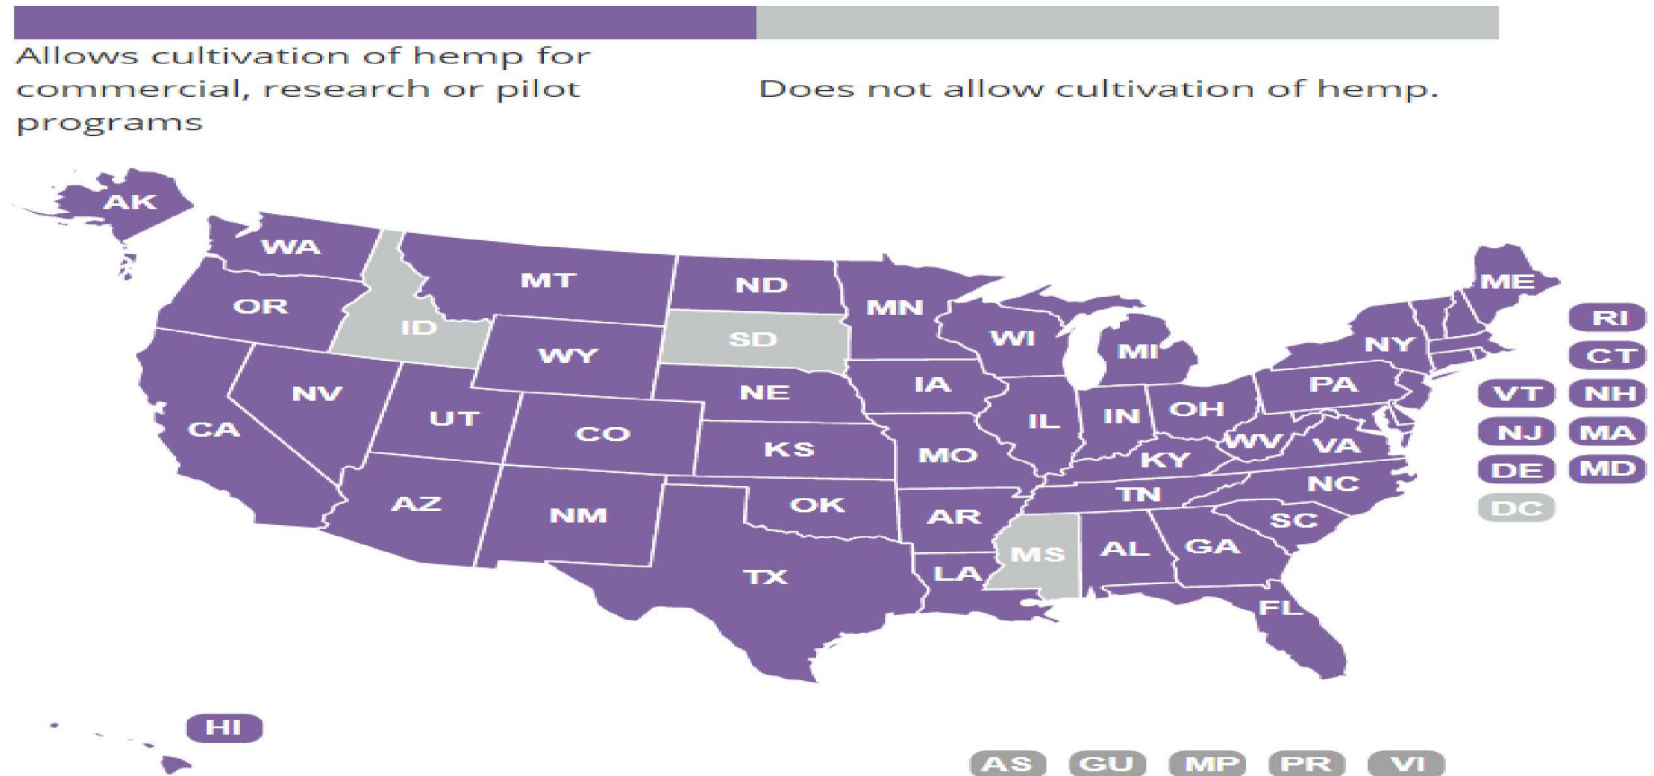 Allows cultivation of hemp for
commercial, research or pilot
programs
Does not allow cultivation of hemp.
AK
WA
MT
ND
MN
ME
OR
ID
SD
WI
MI
NY
RI
WY
CT
NV
NE
IA
PA
VT
NH
CA
UT
CO
KS
MO
IL
IN
OH
WV
VA
NJ
MA
KY
DE
MD
AZ
NM
OK
AR
TN
NC
DC
TX
LA
MS
AL
GA
SC
FL
HI
AS
GU
MP
PR
VI